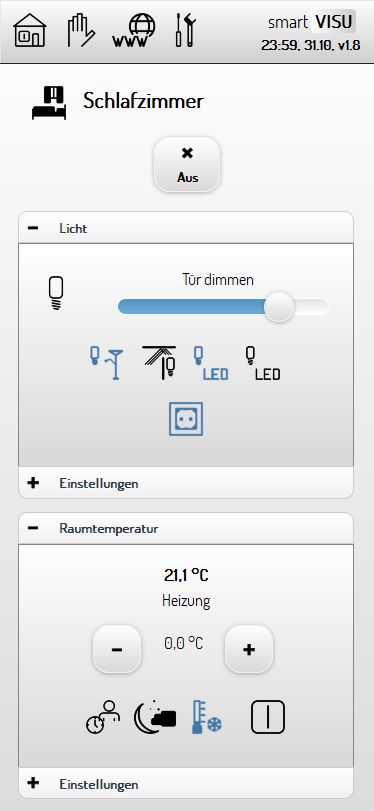 smart VISU
23:59, 31.10, v1.8
Schlafzimmer
Aus
Licht
Tür dimmen
LED
LED
Einstellungen
Raumtemperatur
21,1 °C
Heizung
0,0 °C
Einstellungen